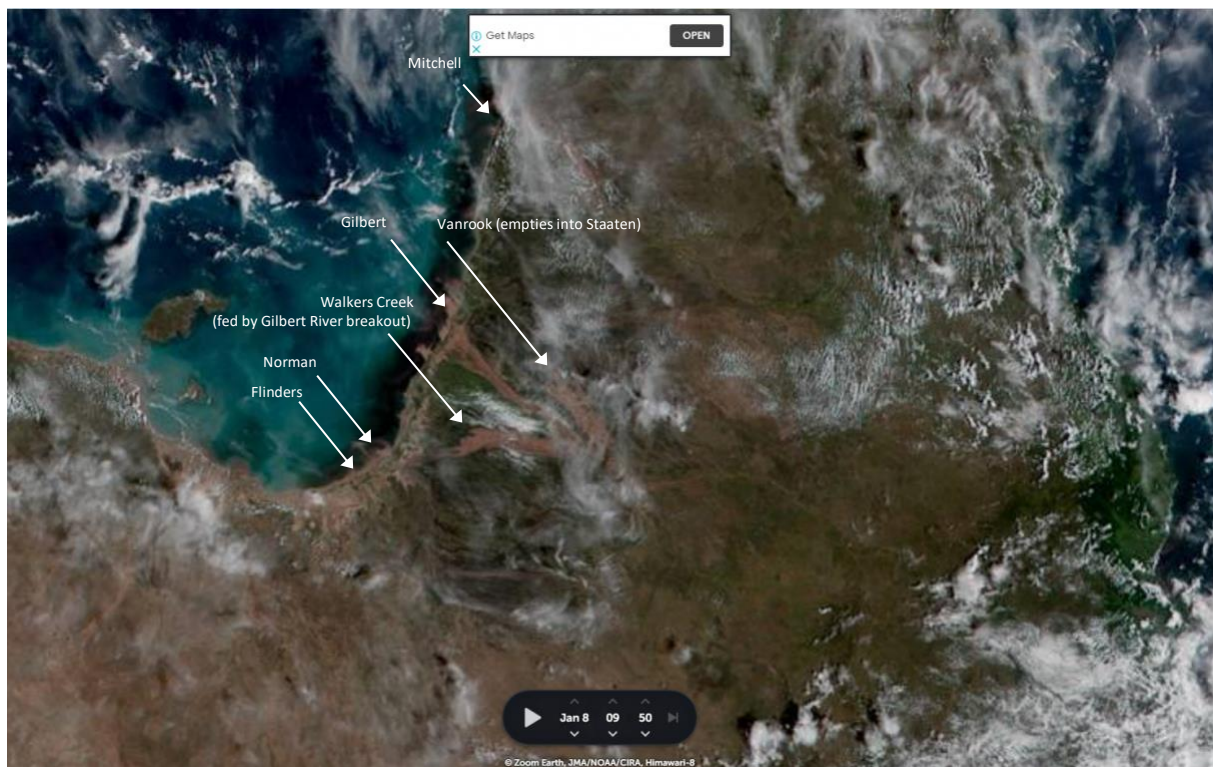 Get Maps
OPEN
Mitchell
Gilbert
Vanrook (empties into Staaten)
Walkers Creek
(fed by Gilbert River breakout)
Norman
Flinders
Jan 8 09 50
© Zoom Earth, JMA/NOAA/CIRA, Himawari-8